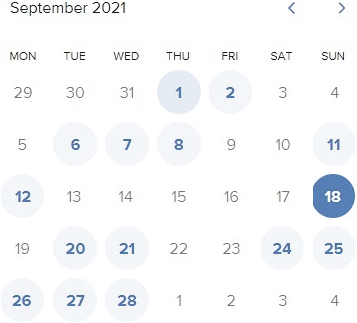 September 2021
MON TUE WED THU FRI SAT SUN
29 30 31 1 2 3 4
5 6 7 8 9 10 11
12 13 14 15 16 17 18
19 20 21 22 23 24 25
26 27 28 1 2 3 4